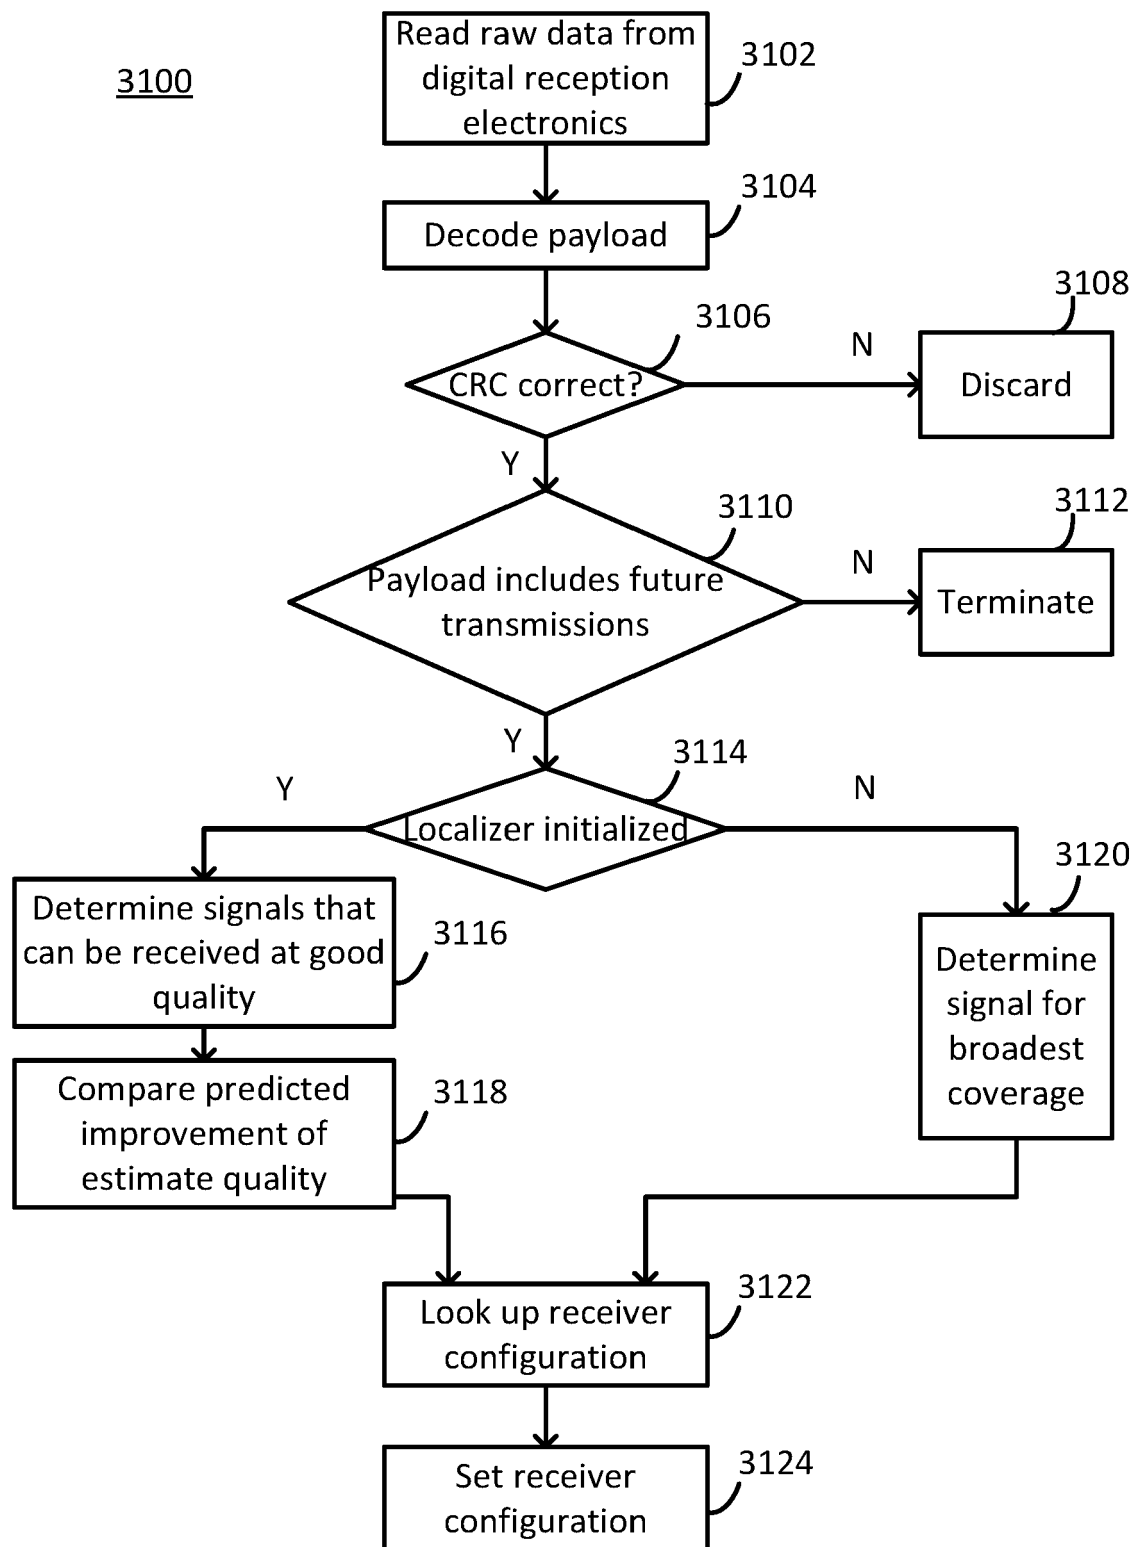 3100
Read raw data from
digital reception
electronics
3102
Decode payload
3104
CRC correct?
3106
N
Discard
3108
Y
Payload includes future
transmissions
3110
N
Terminate
3112
Y
Localizer initialized
3114
Y
N
Determine signals that
can be received at good
quality
3116
Determine
signal for
broadest
coverage
3120
Compare predicted
improvement of
estimate quality
3118
Look up receiver
configuration
3122
Set receiver
configuration
3124